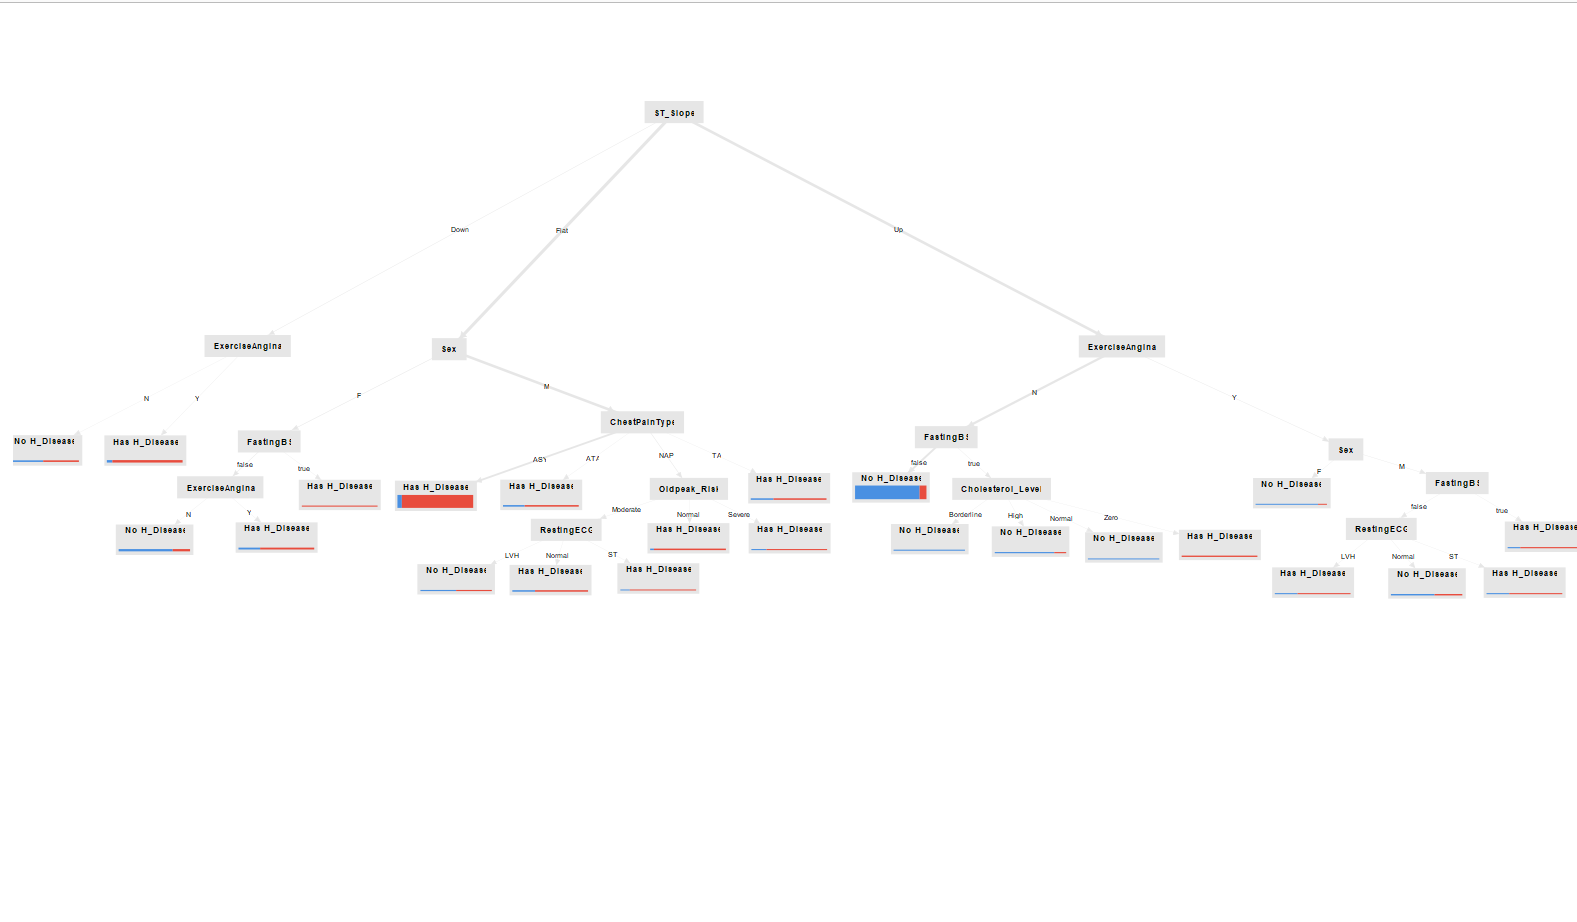 ST_Slope
Down
Flat
Up
ExerciseAngina
Sex
ExerciseAngina
N
Y
F
M
N
Y
No H_Disease
Has H_Disease
FastingBS
ChestPainType
FastingBS
Sex
false
true
ASY
ATA
NAP
TA
false
true
F
M
ExerciseAngina
Has H_Disease
Has H_Disease
Has H_Disease
Oldpeak_Risk
Has H_Disease
No H_Disease
Cholesterol_Level
No H_Disease
FastingBS
N
Y
Moderate
Normal
Severe
Borderline
High
Normal
Zero
false
true
No H_Disease
Has H_Disease
RestingECG
Has H_Disease
Has H_Disease
No H_Disease
No H_Disease
No H_Disease
Has H_Disease
RestingECG
Has H_Disease
LVH
Normal
ST
LVH
Normal
ST
No H_Disease
Has H_Disease
Has H_Disease
Has H_Disease
No H_Disease
Has H_Disease